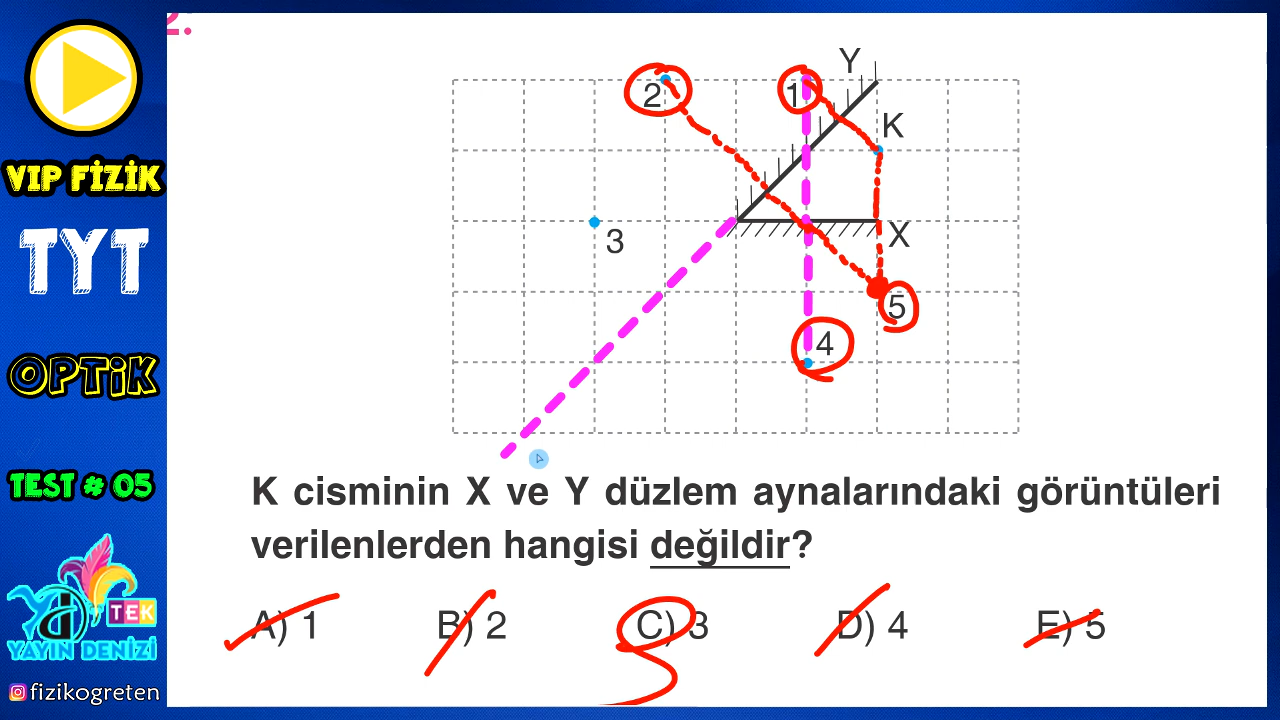 2.
VIP FİZİK
TYT
OPTİK
TEST # 05
TEK
YAYIN DENİZİ
fizikogreten
Y
2
1
K
3
X
5
4
K cisminin X ve Y düzlem aynalarındaki görüntüleri
verilenlerden hangisi değildir?
A) 1 B) 2 C) 3 D) 4 E) 5